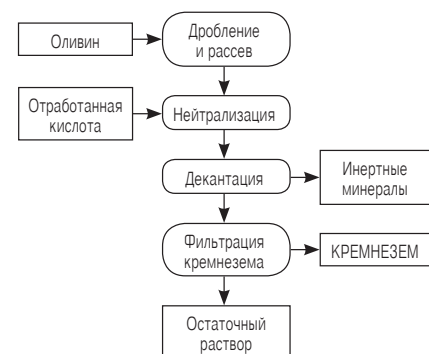 Оливин
Дробление
и рассев
Отработанная
кислота
Нейтрализация
Декантация
Инертные
минералы
Фильтрация
кремнезема
КРЕМНЕЗЕМ
Остаточный
раствор